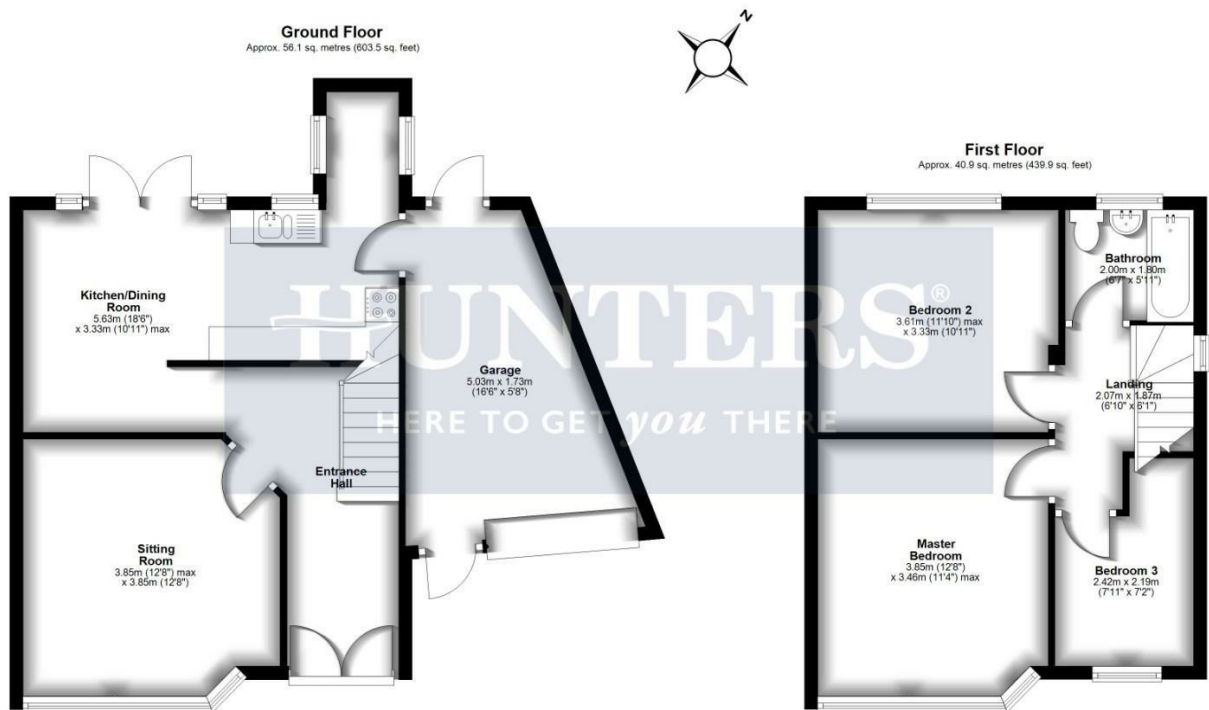 Ground Floor
Approx. 56.1 sq. metres (603.5 sq. feet)
N
First Floor
Approx. 40.9 sq. metres (439.9 sq. feet)
Kitchen/Dining
Room
5.63m (18'6")
x 3.33m (10'11") max
Garage
5.03m x 1.73m
(16'6" x 5'8")
Entrance
Hall
Sitting
Room
3.85m (12'8") max
x 3.85m (12'8")
Bedroom 2
3.61m (11'10") max
x 3.33m (10'11")
Bathroom
2.00m x 1.80m
(6'7" x 5'11")
Landing
2.07m x 1.87m
(6'10" x 6'1")
Master
Bedroom
3.85m (12'8")
x 3.46m (11'4") max
Bedroom 3
2.42m x 2.19m
(7'11" x 7'2")
HUNTERS®
HERE TO GET you THERE